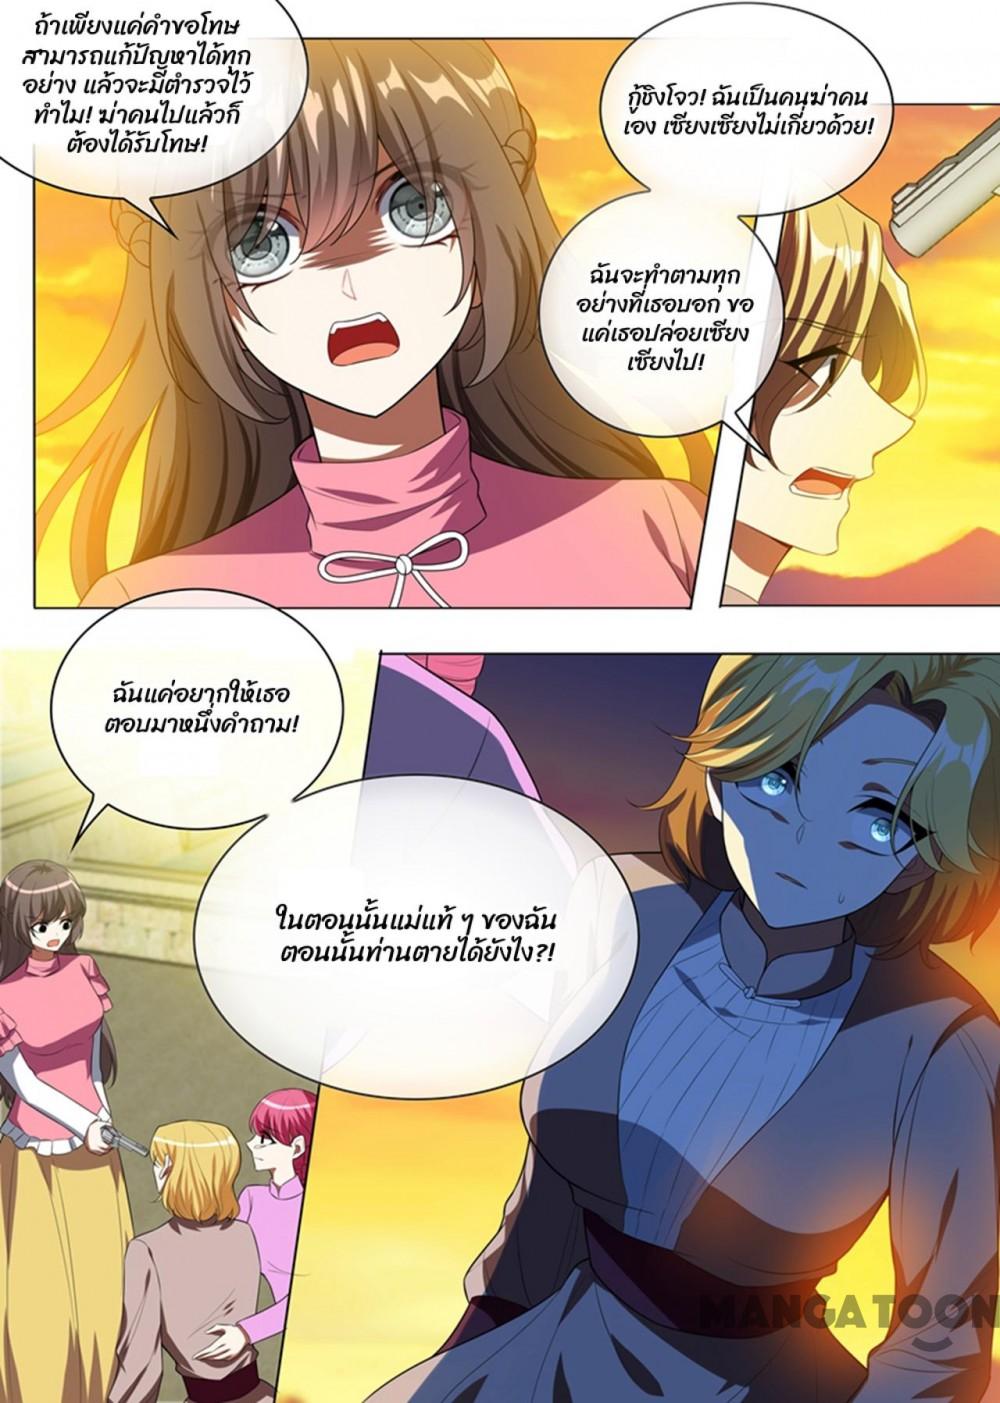 ถ้าเพียงแค่คำขอโทษ
สามารถแก้ปัญหาได้ทุก
อย่าง แล้วจะมีตำรวจไว้
ทำไม! ฆ่าคนไปแล้วก็
ต้องได้รับโทษ!
กู้ชิงโจว! ฉันเป็นคนฆ่าคน
เอง เซียงเซียงไม่เกี่ยวด้วย!
ฉันจะทำตามทุก
อย่างที่เธอบอก ขอ
แค่เธอปล่อยเซียง
เซียงไป!
ฉันแค่อยากให้เธอ
ตอบมาหนึ่งคำถาม!
ในตอนนั้นแม่แท้ ๆ ของฉัน
ตอนนั้นท่านตายได้ยังไง?!
MANGATOON